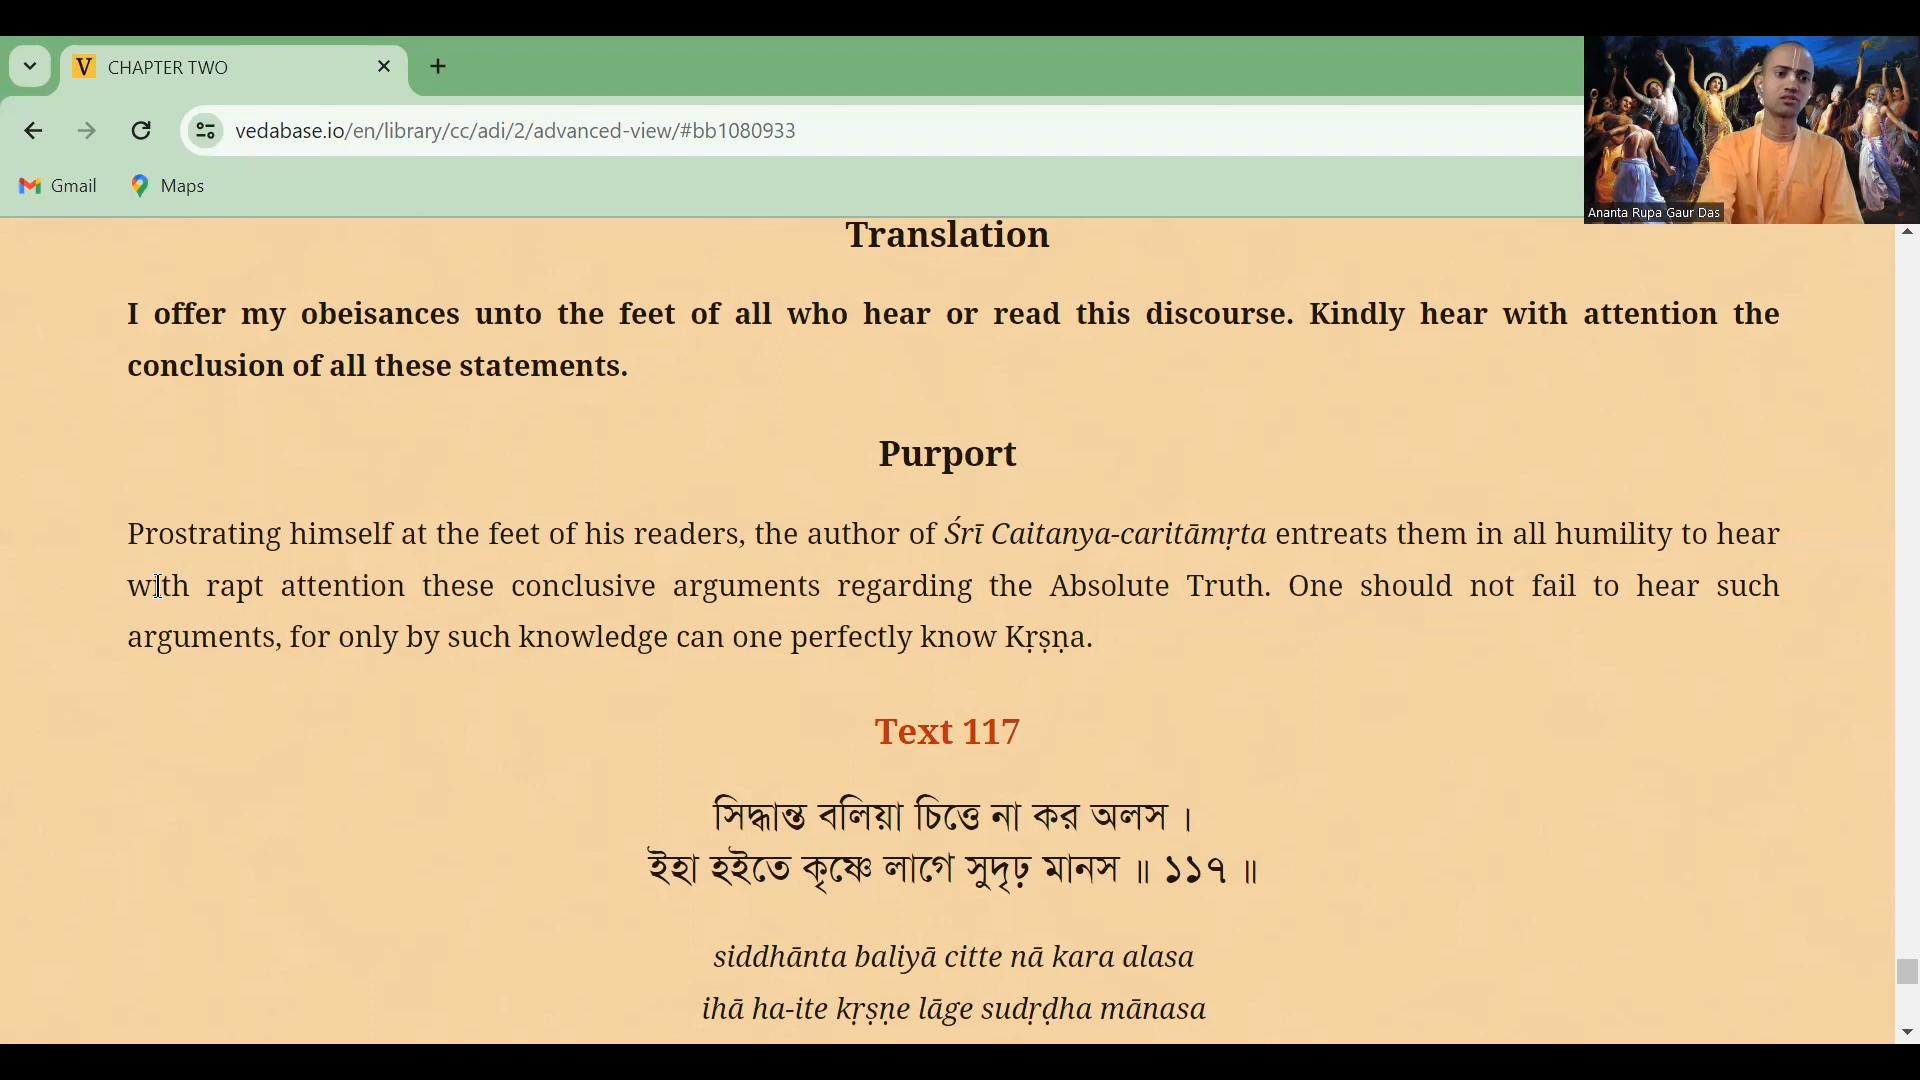 V CHAPTER TWO
vedabase.io/en/library/cc/adi/2/advanced-view/#bb1080933
Gmail Maps
Ananta Rupa Gaur Das
Translation
I offer my obeisances unto the feet of all who hear or read this discourse. Kindly hear with attention the
conclusion of all these statements.
Purport
Prostrating himself at the feet of his readers, the author of Śrī Caitanya-caritāmṛta entreats them in all humility to hear
with rapt attention these conclusive arguments regarding the Absolute Truth. One should not fail to hear such
arguments, for only by such knowledge can one perfectly know Kṛṣṇa.
Text 117
সিদ্ধান্ত বলিয়া চিত্তে না কর অলস ।
ইহা হইতে কৃষ্ণে লাগে সুদৃঢ় মানস ॥ ১১৭ ॥
siddhānta baliyā citte nā kara alasa
ihā ha-ite kṛṣṇe lāge sudṛḍha mānasa